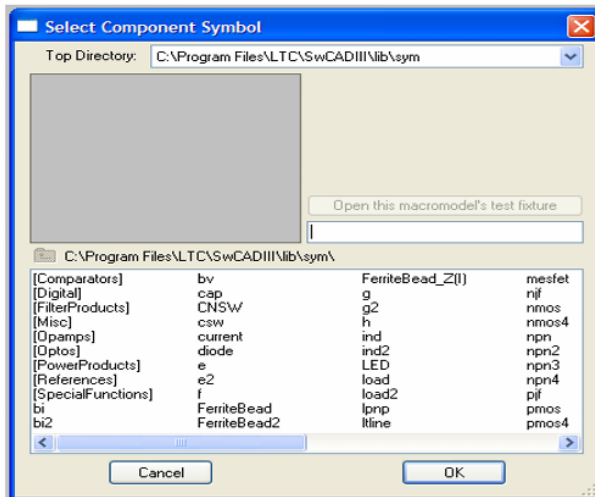 Select Component Symbol
Top Directory: C:\Program Files\LTC\SwCADIII\lib\sym
Open this macromodel's test fixture
C:\Program Files\LTC\SwCADIII\lib\sym\
[Comparators] bv FerriteBead_Z(I) mesfet
[Digital] cap g njf
[FilterProducts] CNSW g2 nmos
[Misc] csw h nmos4
[Opamps] current ind npn
[Optos] diode ind2 npn2
[PowerProducts] e LED npn3
[References] e2 load npn4
[SpecialFunctions] f load2 pjf
bi FerriteBead lpnp pmos
bi2 FerriteBead2 ltline pmos4
Cancel OK